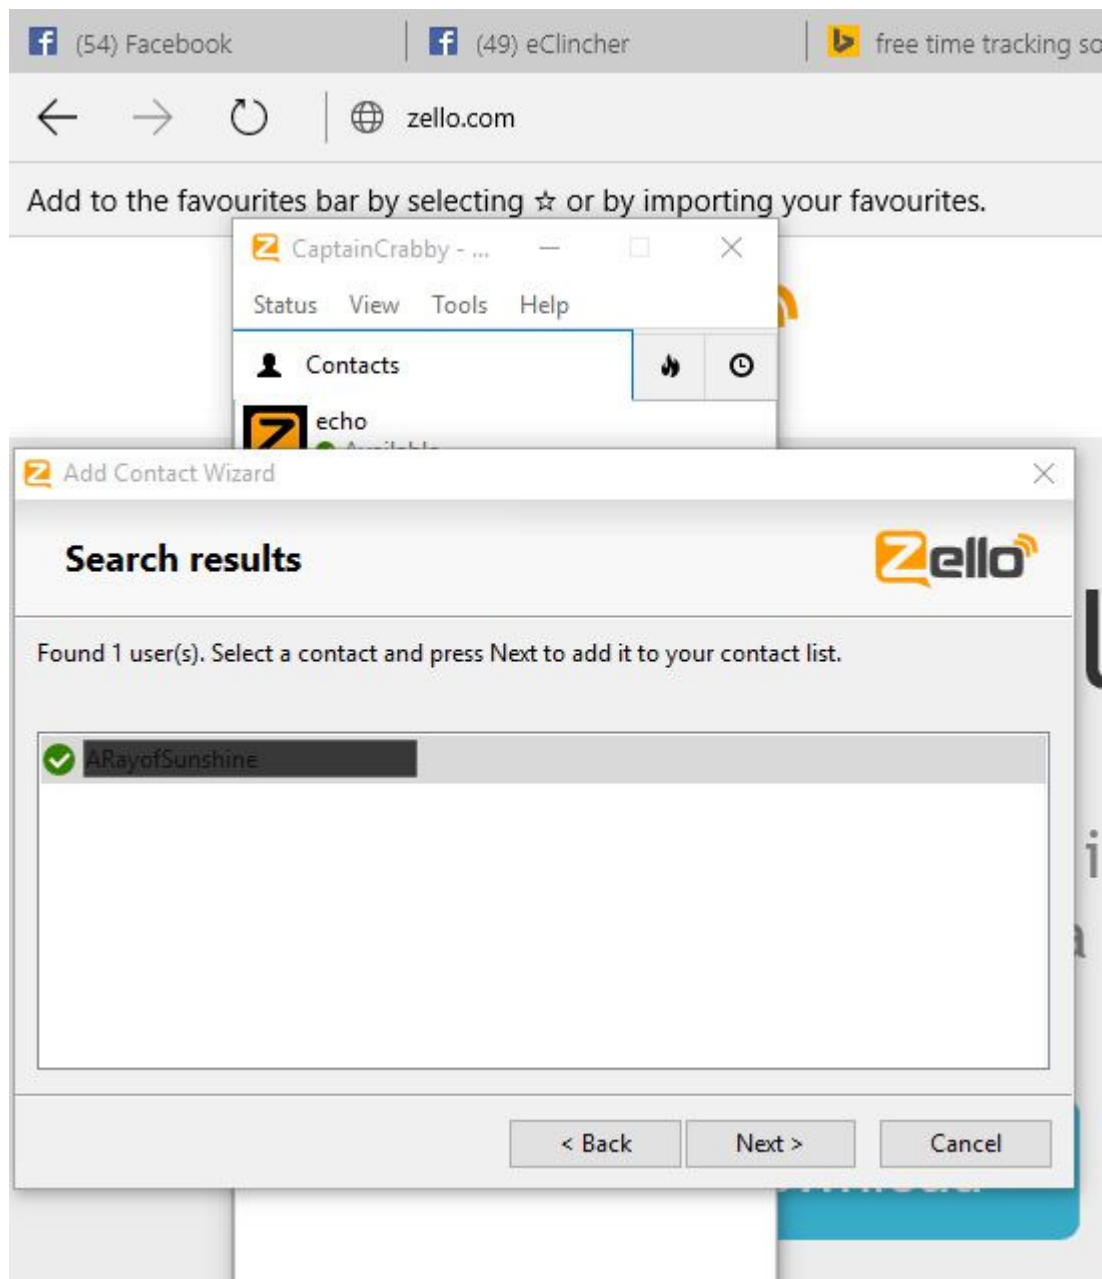 (54) Facebook
(49) eClincher
free time tracking so
zello.com
Add to the favourites bar by selecting ☆ or by importing your favourites.
CaptainCrabby - ...
Status View Tools Help
Contacts
echo
Available
Add Contact Wizard
Search results
Zello
Found 1 user(s). Select a contact and press Next to add it to your contact list.
ARayofSunshine
i
a
< Back Next > Cancel